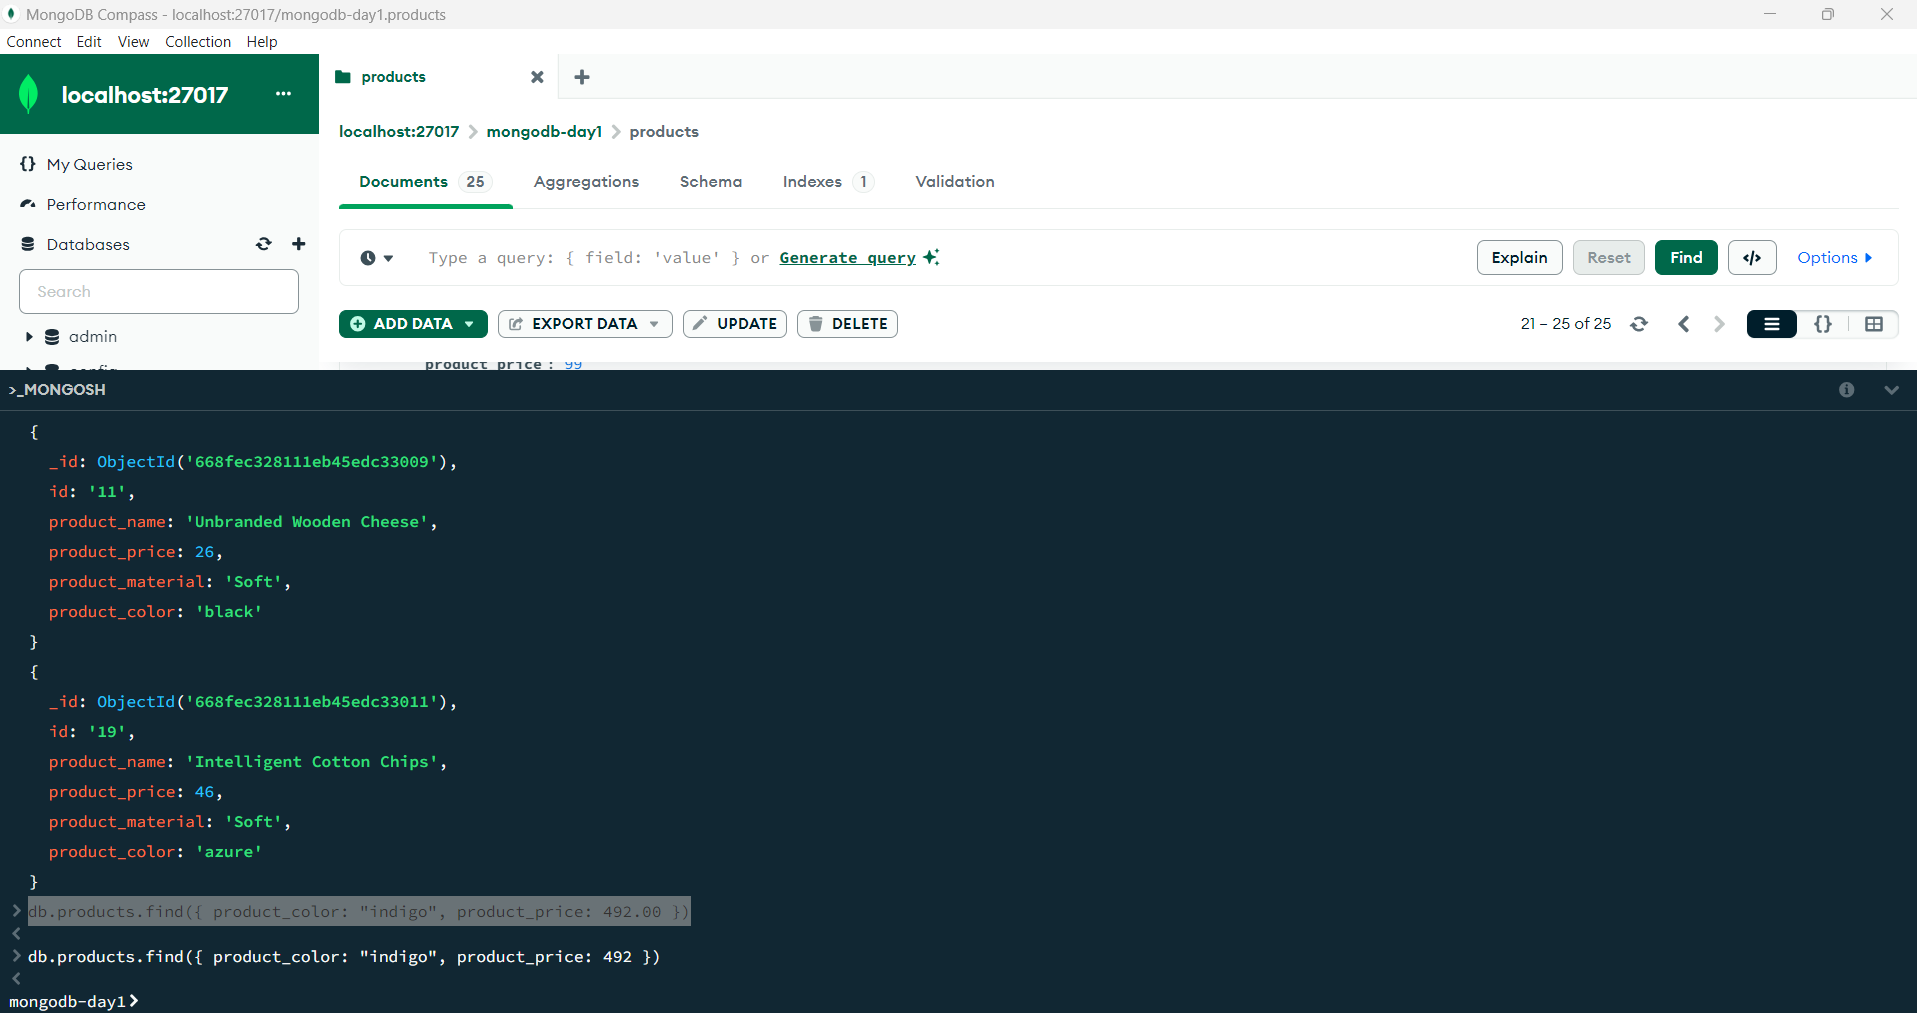 MongoDB Compass - localhost:27017/mongodb-day1.products
Connect Edit View Collection Help
localhost:27017 ...
products
localhost:27017 > mongodb-day1 > products
{} My Queries
Performance
Databases
Search
admin
config
Documents 25 Aggregations Schema Indexes 1 Validation
Type a query: { field: 'value' } or Generate query
Explain Reset Find </> Options
ADD DATA EXPORT DATA UPDATE DELETE
21 – 25 of 25
{}
product_price : 99
>_MONGOSH
{
_id: ObjectId('668fec328111eb45edc33009'),
id: '11',
product_name: 'Unbranded Wooden Cheese',
product_price: 26,
product_material: 'Soft',
product_color: 'black'
}
{
_id: ObjectId('668fec328111eb45edc33011'),
id: '19',
product_name: 'Intelligent Cotton Chips',
product_price: 46,
product_material: 'Soft',
product_color: 'azure'
}
> db.products.find({ product_color: "indigo", product_price: 492.00 })
<
> db.products.find({ product_color: "indigo", product_price: 492 })
<
mongodb-day1>